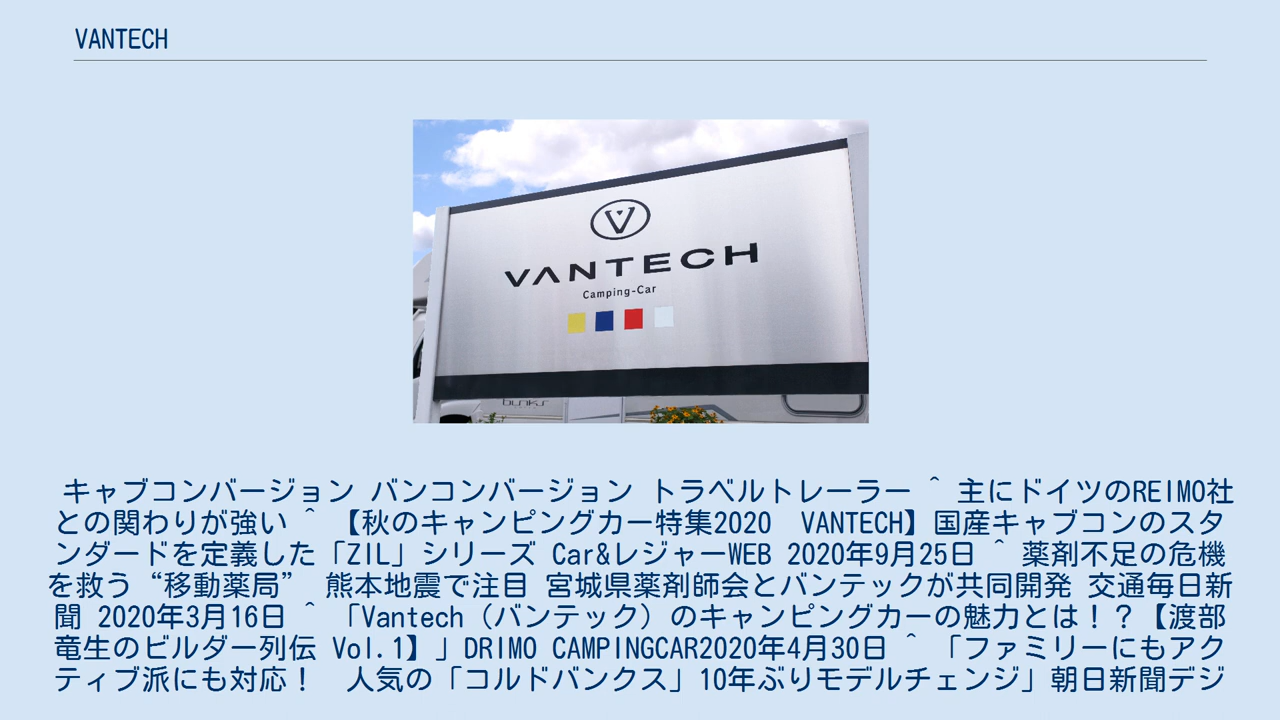 VANTECH
VANTECH
Camping-Car
キャブコンバージョン バンコンバージョン トラベルトレーラー ^ 主にドイツのREIMO社
との関わりが強い ^ 【秋のキャンピングカー特集2020　VANTECH】国産キャブコンのスタ
ンダードを定義した「ZIL」シリーズ Car&レジャーWEB 2020年9月25日 ^ 薬剤不足の危機
を救う“移動薬局” 熊本地震で注目 宮城県薬剤師会とバンテックが共同開発 交通毎日新
聞 2020年3月16日 ^ 「Vantech（バンテック）のキャンピングカーの魅力とは！？【渡部
竜生のビルダー列伝 Vol.1】」DRIMO CAMPINGCAR2020年4月30日 ^ 「ファミリーにもアク
ティブ派にも対応！　人気の「コルドバンクス」10年ぶりモデルチェンジ」朝日新聞デジ